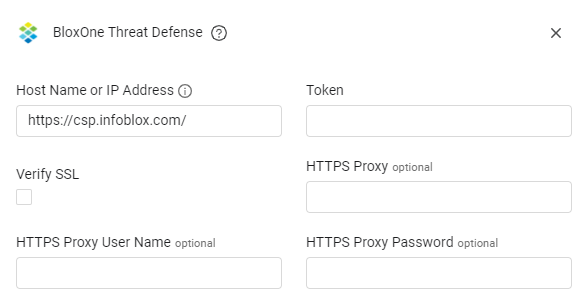 BloxOne Threat Defense
Host Name or IP Address
Token
https://csp.infoblox.com/
Verify SSL
HTTPS Proxy optional
HTTPS Proxy User Name optional
HTTPS Proxy Password optional